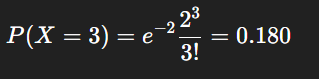 P(X = 3) = e^{-2} \frac{2^3}{3!} = 0.180